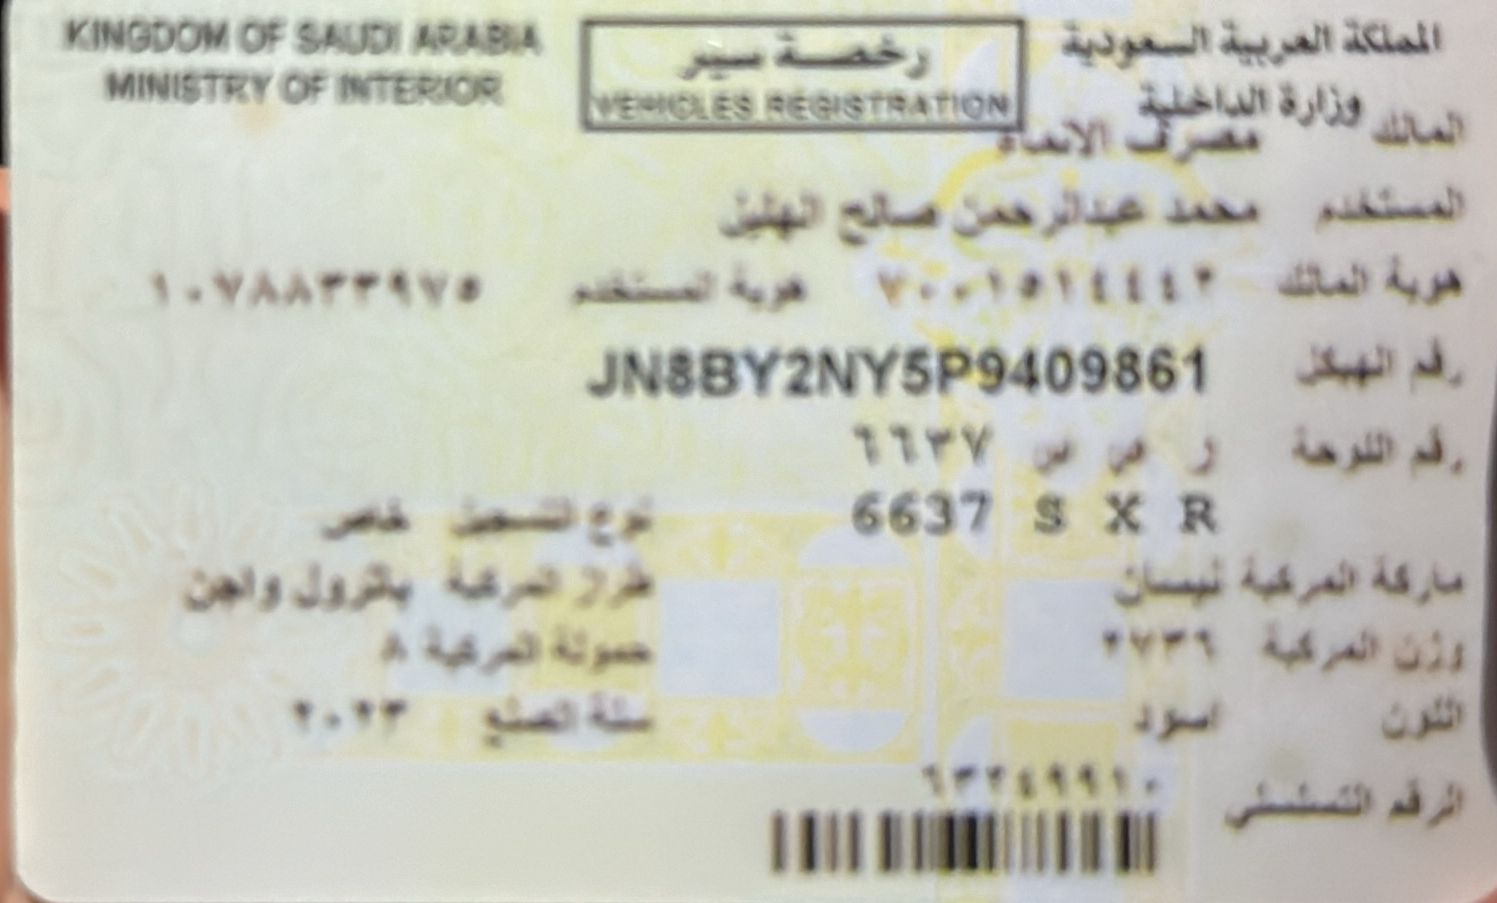 KINGDOM OF SAUDI ARABIA
MINISTRY OF INTERIOR
رخصة سير
VEHICLES REGISTRATION
المملكة العربية السعودية
وزارة الداخلية
المالك مصرف الانماء
المستخدم محمد عبدالرحمن صالح الهليل
هوية المالك ٧٠٠١٥١٤٤٤٣ هوية المستخدم ١٠٧٨٨٣٣٩٧٥
رقم الهيكل JN8BY2NY5P9409861
رقم اللوحة ر ص س ٦٦٣٧
6637 S X R
نوع التسجيل خاص
ماركة المركبة نيسان طراز المركبة باترول واجن
وزن المركبة ٢٧٣٦ حمولة المركبة ٨
اللون اسود سنة الصنع ٢٠٢٣
الرقم التسلسلي ٦٣٢٤٩٩١٠